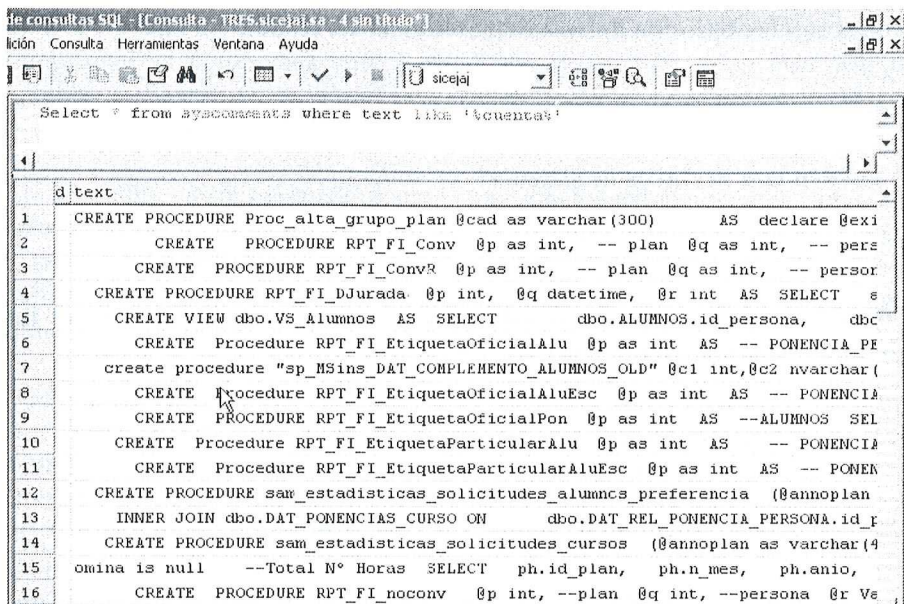 de consultas SQL - [Consulta - TRES.sicejaj.sa - 4 sin título*]
lición Consulta Herramientas Ventana Ayuda
sicejaj
Select * from syscomments where text like '%cuenta%'
d text
1 CREATE PROCEDURE Proc_alta_grupo_plan @cad as varchar(300) AS declare @exi
2 CREATE PROCEDURE RPT_FI_Conv @p as int, -- plan @q as int, -- pers
3 CREATE PROCEDURE RPT_FI_ConvR @p as int, -- plan @q as int, -- person
4 CREATE PROCEDURE RPT_FI_DJurada @p int, @q datetime, @r int AS SELECT s
5 CREATE VIEW dbo.VS_Alumnos AS SELECT dbo.ALUMNOS.id_persona, dbo
6 CREATE Procedure RPT_FI_EtiquetaOficialAlu @p as int AS -- PONENCIA_PE
7 create procedure "sp_MSins_DAT_COMPLEMENTO_ALUMNOS_OLD" @c1 int,@c2 nvarchar(
8 CREATE Procedure RPT_FI_EtiquetaOficialAluEsc @p as int AS -- PONENCIA
9 CREATE PROCEDURE RPT_FI_EtiquetaOficialPon @p as int AS --ALUMNOS SEL
10 CREATE Procedure RPT_FI_EtiquetaParticularAlu @p as int AS -- PONENCIA
11 CREATE Procedure RPT_FI_EtiquetaParticularAluEsc @p as int AS -- PONEN
12 CREATE PROCEDURE sam_estadisticas_solicitudes_alumnos_preferencia (@annoplan
13 INNER JOIN dbo.DAT_PONENCIAS_CURSO ON dbo.DAT_REL_PONENCIA_PERSONA.id_p
14 CREATE PROCEDURE sam_estadisticas_solicitudes_cursos (@annoplan as varchar(4
15 omina is null --Total Nº Horas SELECT ph.id_plan, ph.n_mes, ph.anio,
16 CREATE PROCEDURE RPT_FI_noconv @p int, --plan @q int, --persona @r Va